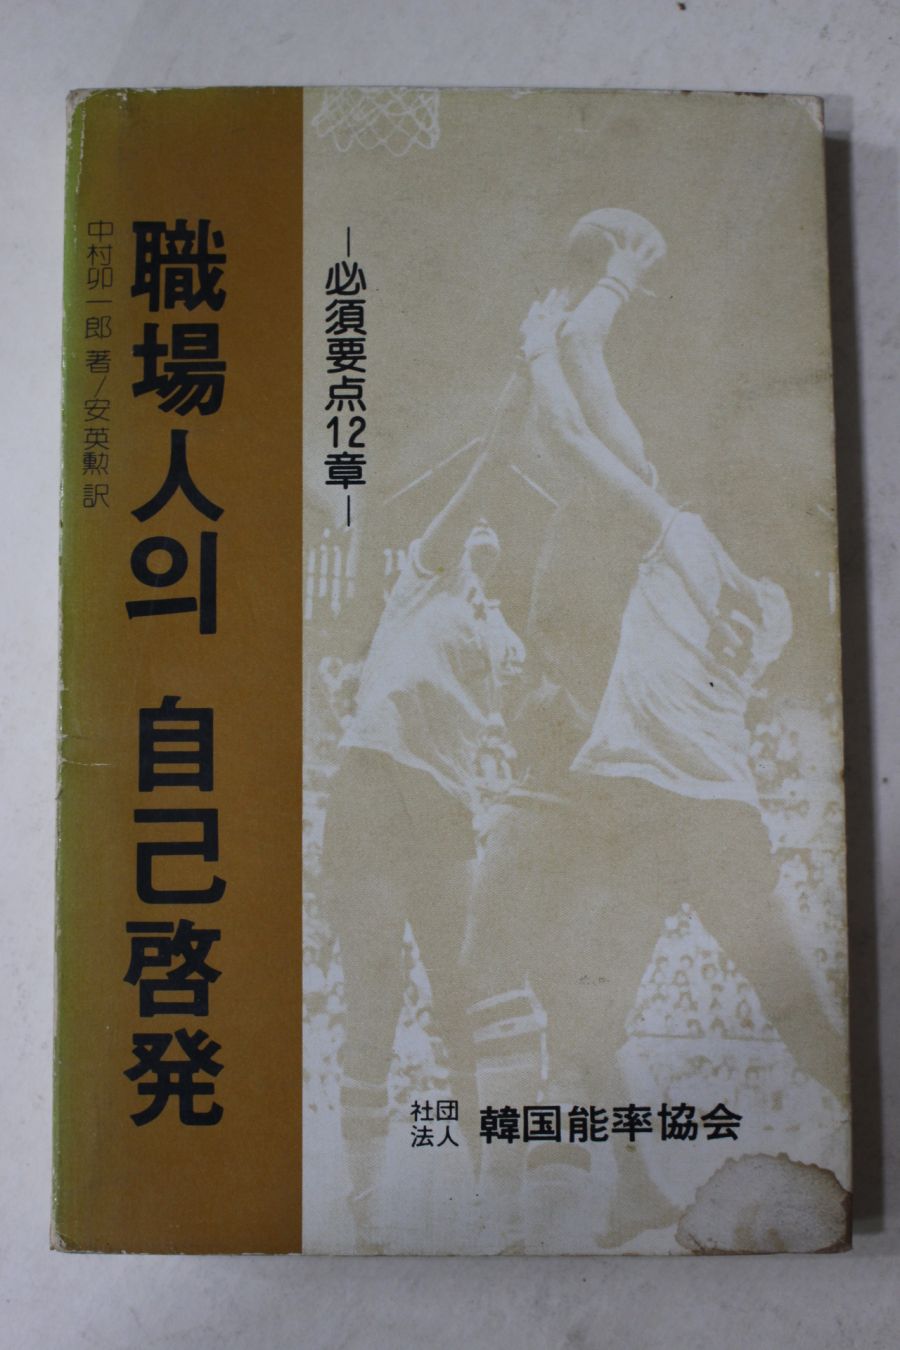 職場人의 自己啓発
中村卯一郎 著/安英勲 訳
—必須要点12章—
社団法人 韓国能率協会